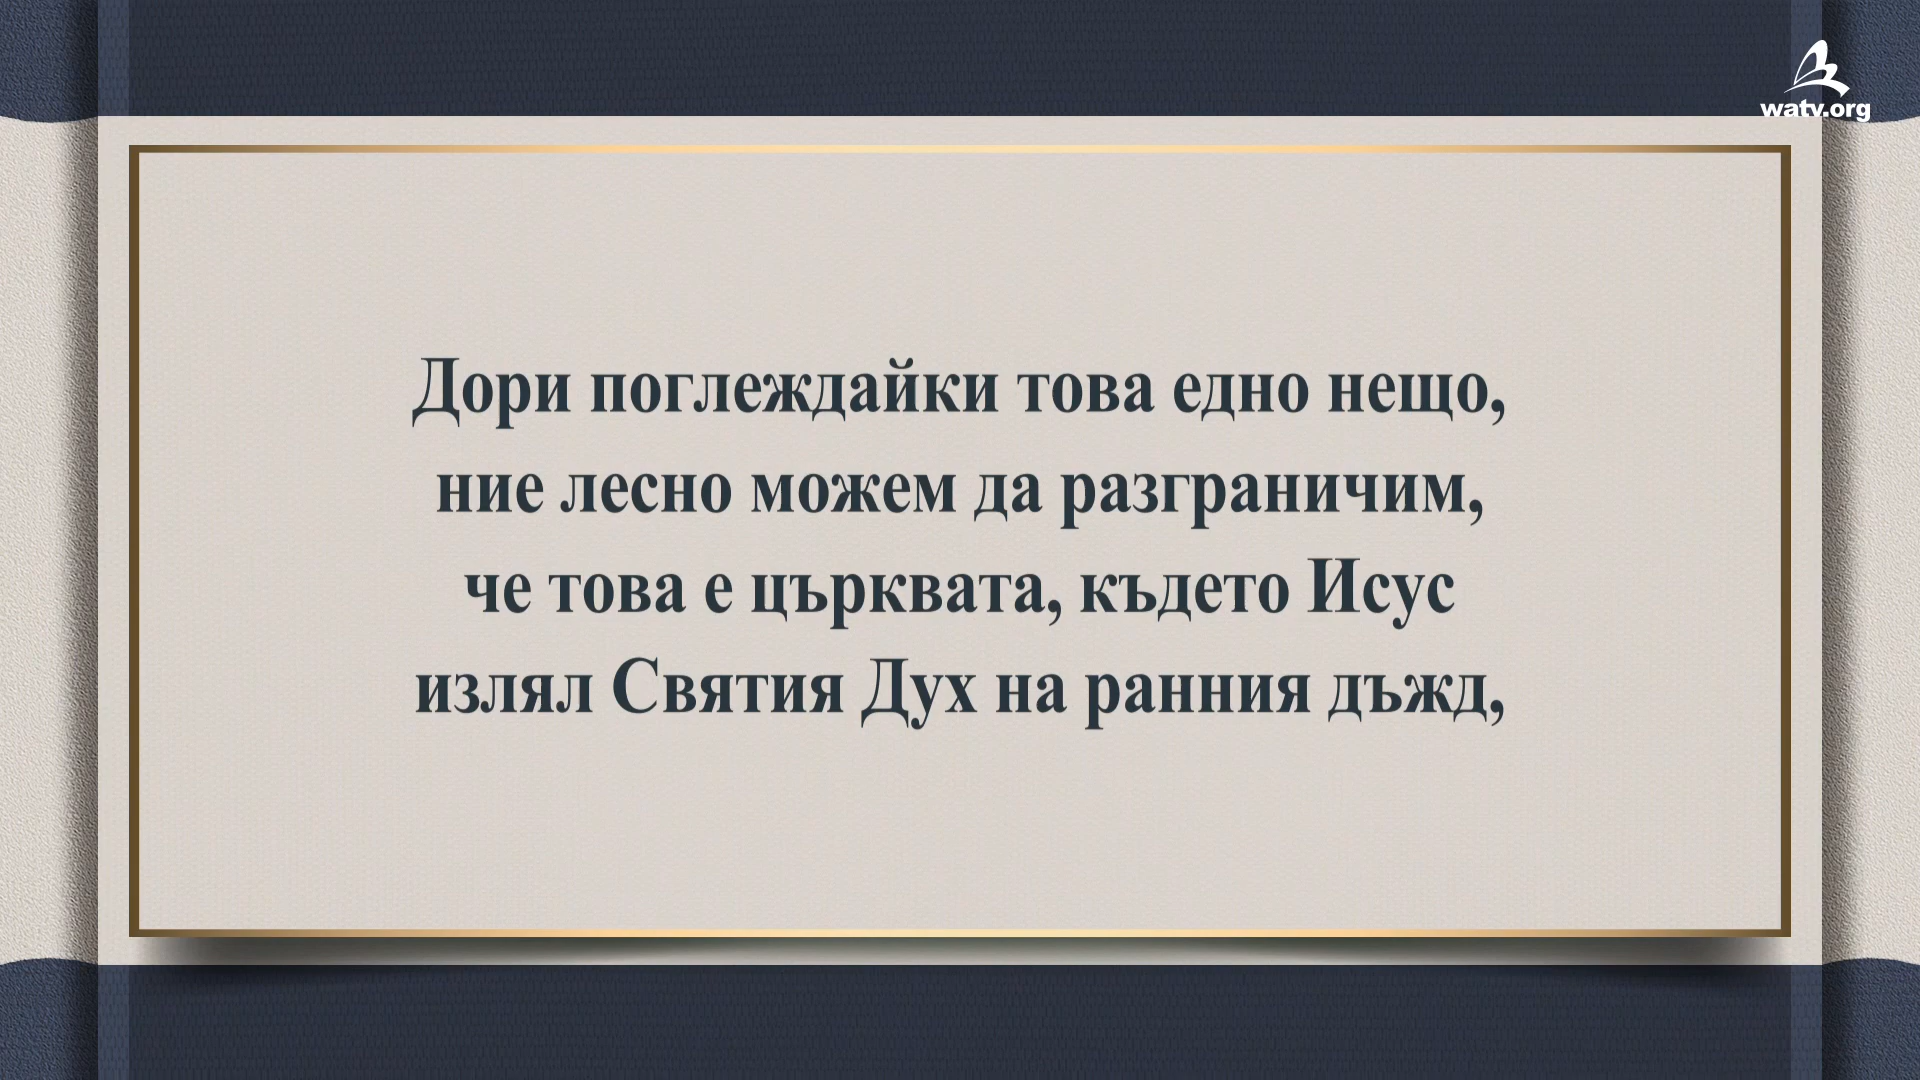 watv.org
Дори поглеждайки това едно нещо,
ние лесно можем да разграничим,
че това е църквата, където Исус
излял Святия Дух на ранния дъжд,